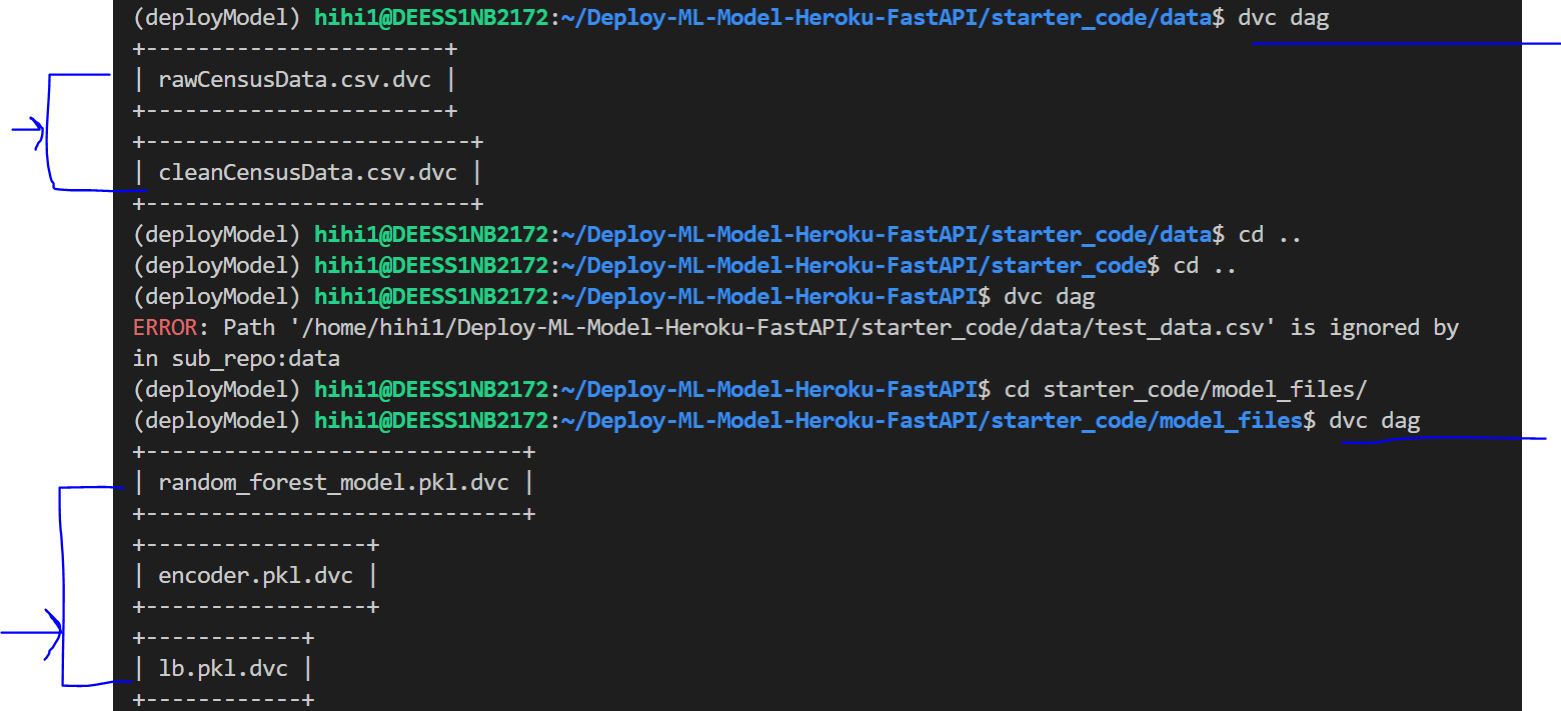 (deployModel) hihi1@DEESS1NB2172:~/Deploy-ML-Model-Heroku-FastAPI/starter_code/data$ dvc dag
+-----------------------+
| rawCensusData.csv.dvc |
+-----------------------+
+-------------------------+
| cleanCensusData.csv.dvc |
+-------------------------+
(deployModel) hihi1@DEESS1NB2172:~/Deploy-ML-Model-Heroku-FastAPI/starter_code/data$ cd ..
(deployModel) hihi1@DEESS1NB2172:~/Deploy-ML-Model-Heroku-FastAPI/starter_code$ cd ..
(deployModel) hihi1@DEESS1NB2172:~/Deploy-ML-Model-Heroku-FastAPI$ dvc dag
ERROR: Path '/home/hihi1/Deploy-ML-Model-Heroku-FastAPI/starter_code/data/test_data.csv' is ignored by
in sub_repo:data
(deployModel) hihi1@DEESS1NB2172:~/Deploy-ML-Model-Heroku-FastAPI$ cd starter_code/model_files/
(deployModel) hihi1@DEESS1NB2172:~/Deploy-ML-Model-Heroku-FastAPI/starter_code/model_files$ dvc dag
+-----------------------------+
| random_forest_model.pkl.dvc |
+-----------------------------+
+-----------------+
| encoder.pkl.dvc |
+-----------------+
+------------+
| lb.pkl.dvc |
+------------+